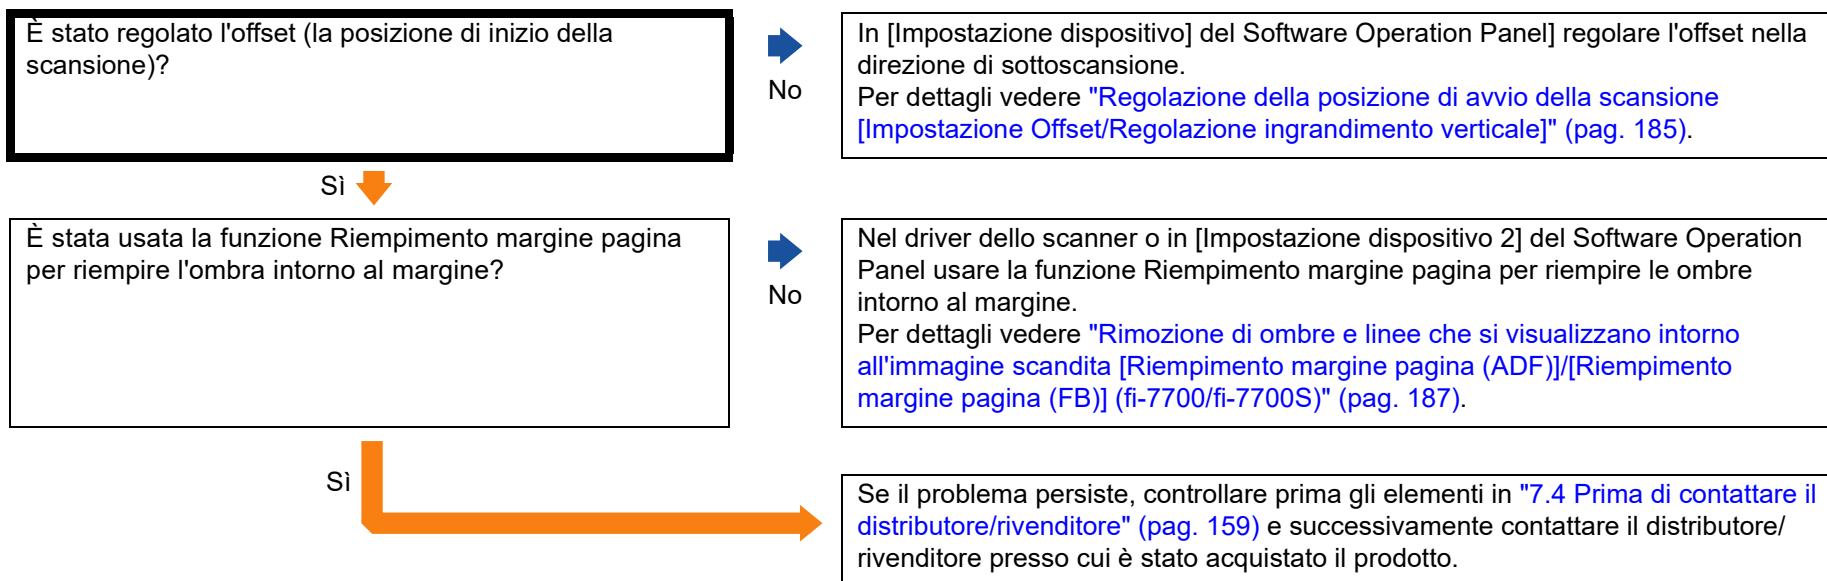 È stato regolato l'offset (la posizione di inizio della
scansione)?
No
In [Impostazione dispositivo] del Software Operation Panel] regolare l'offset nella
direzione di sottoscansione.
Per dettagli vedere "Regolazione della posizione di avvio della scansione
[Impostazione Offset/Regolazione ingrandimento verticale]" (pag. 185).
Sì
È stata usata la funzione Riempimento margine pagina
per riempire l'ombra intorno al margine?
No
Nel driver dello scanner o in [Impostazione dispositivo 2] del Software Operation
Panel usare la funzione Riempimento margine pagina per riempire le ombre
intorno al margine.
Per dettagli vedere "Rimozione di ombre e linee che si visualizzano intorno
all'immagine scandita [Riempimento margine pagina (ADF)]/[Riempimento
margine pagina (FB)] (fi-7700/fi-7700S)" (pag. 187).
Sì
Se il problema persiste, controllare prima gli elementi in "7.4 Prima di contattare il
distributore/rivenditore" (pag. 159) e successivamente contattare il distributore/
rivenditore presso cui è stato acquistato il prodotto.